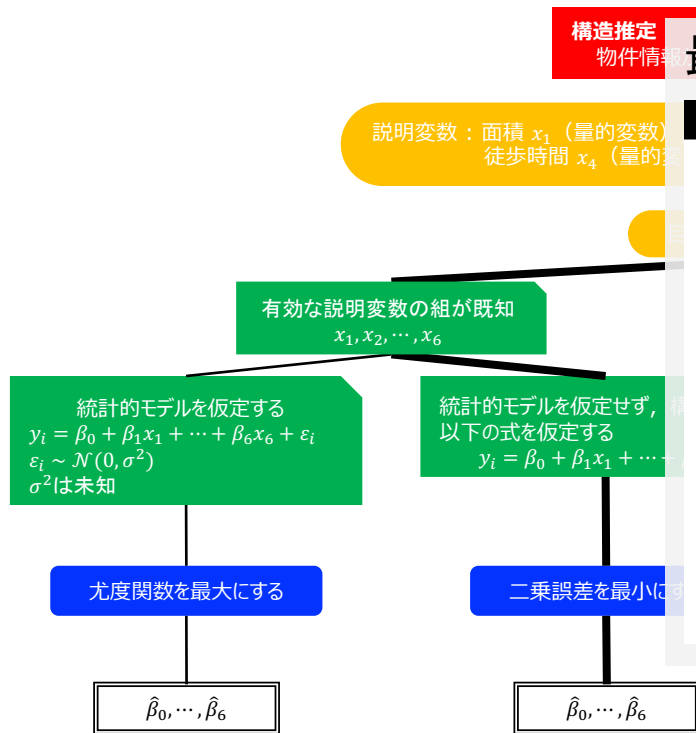 構造推定
物件情報
説明変数：面積 x₁（量的変数）
徒歩時間 x₄（量的変
有効な説明変数の組が既知
x₁, x₂, ⋯, x₆
統計的モデルを仮定する
yᵢ = β₀ + β₁x₁ + ⋯ + β₆x₆ + εᵢ
εᵢ ~ 𝒩(0, σ²)
σ²は未知
統計的モデルを仮定せず，構
以下の式を仮定する
yᵢ = β₀ + β₁x₁ + ⋯ +
尤度関数を最大にする
二乗誤差を最小にす
β̂₀, ⋯, β̂₆
β̂₀, ⋯, β̂₆